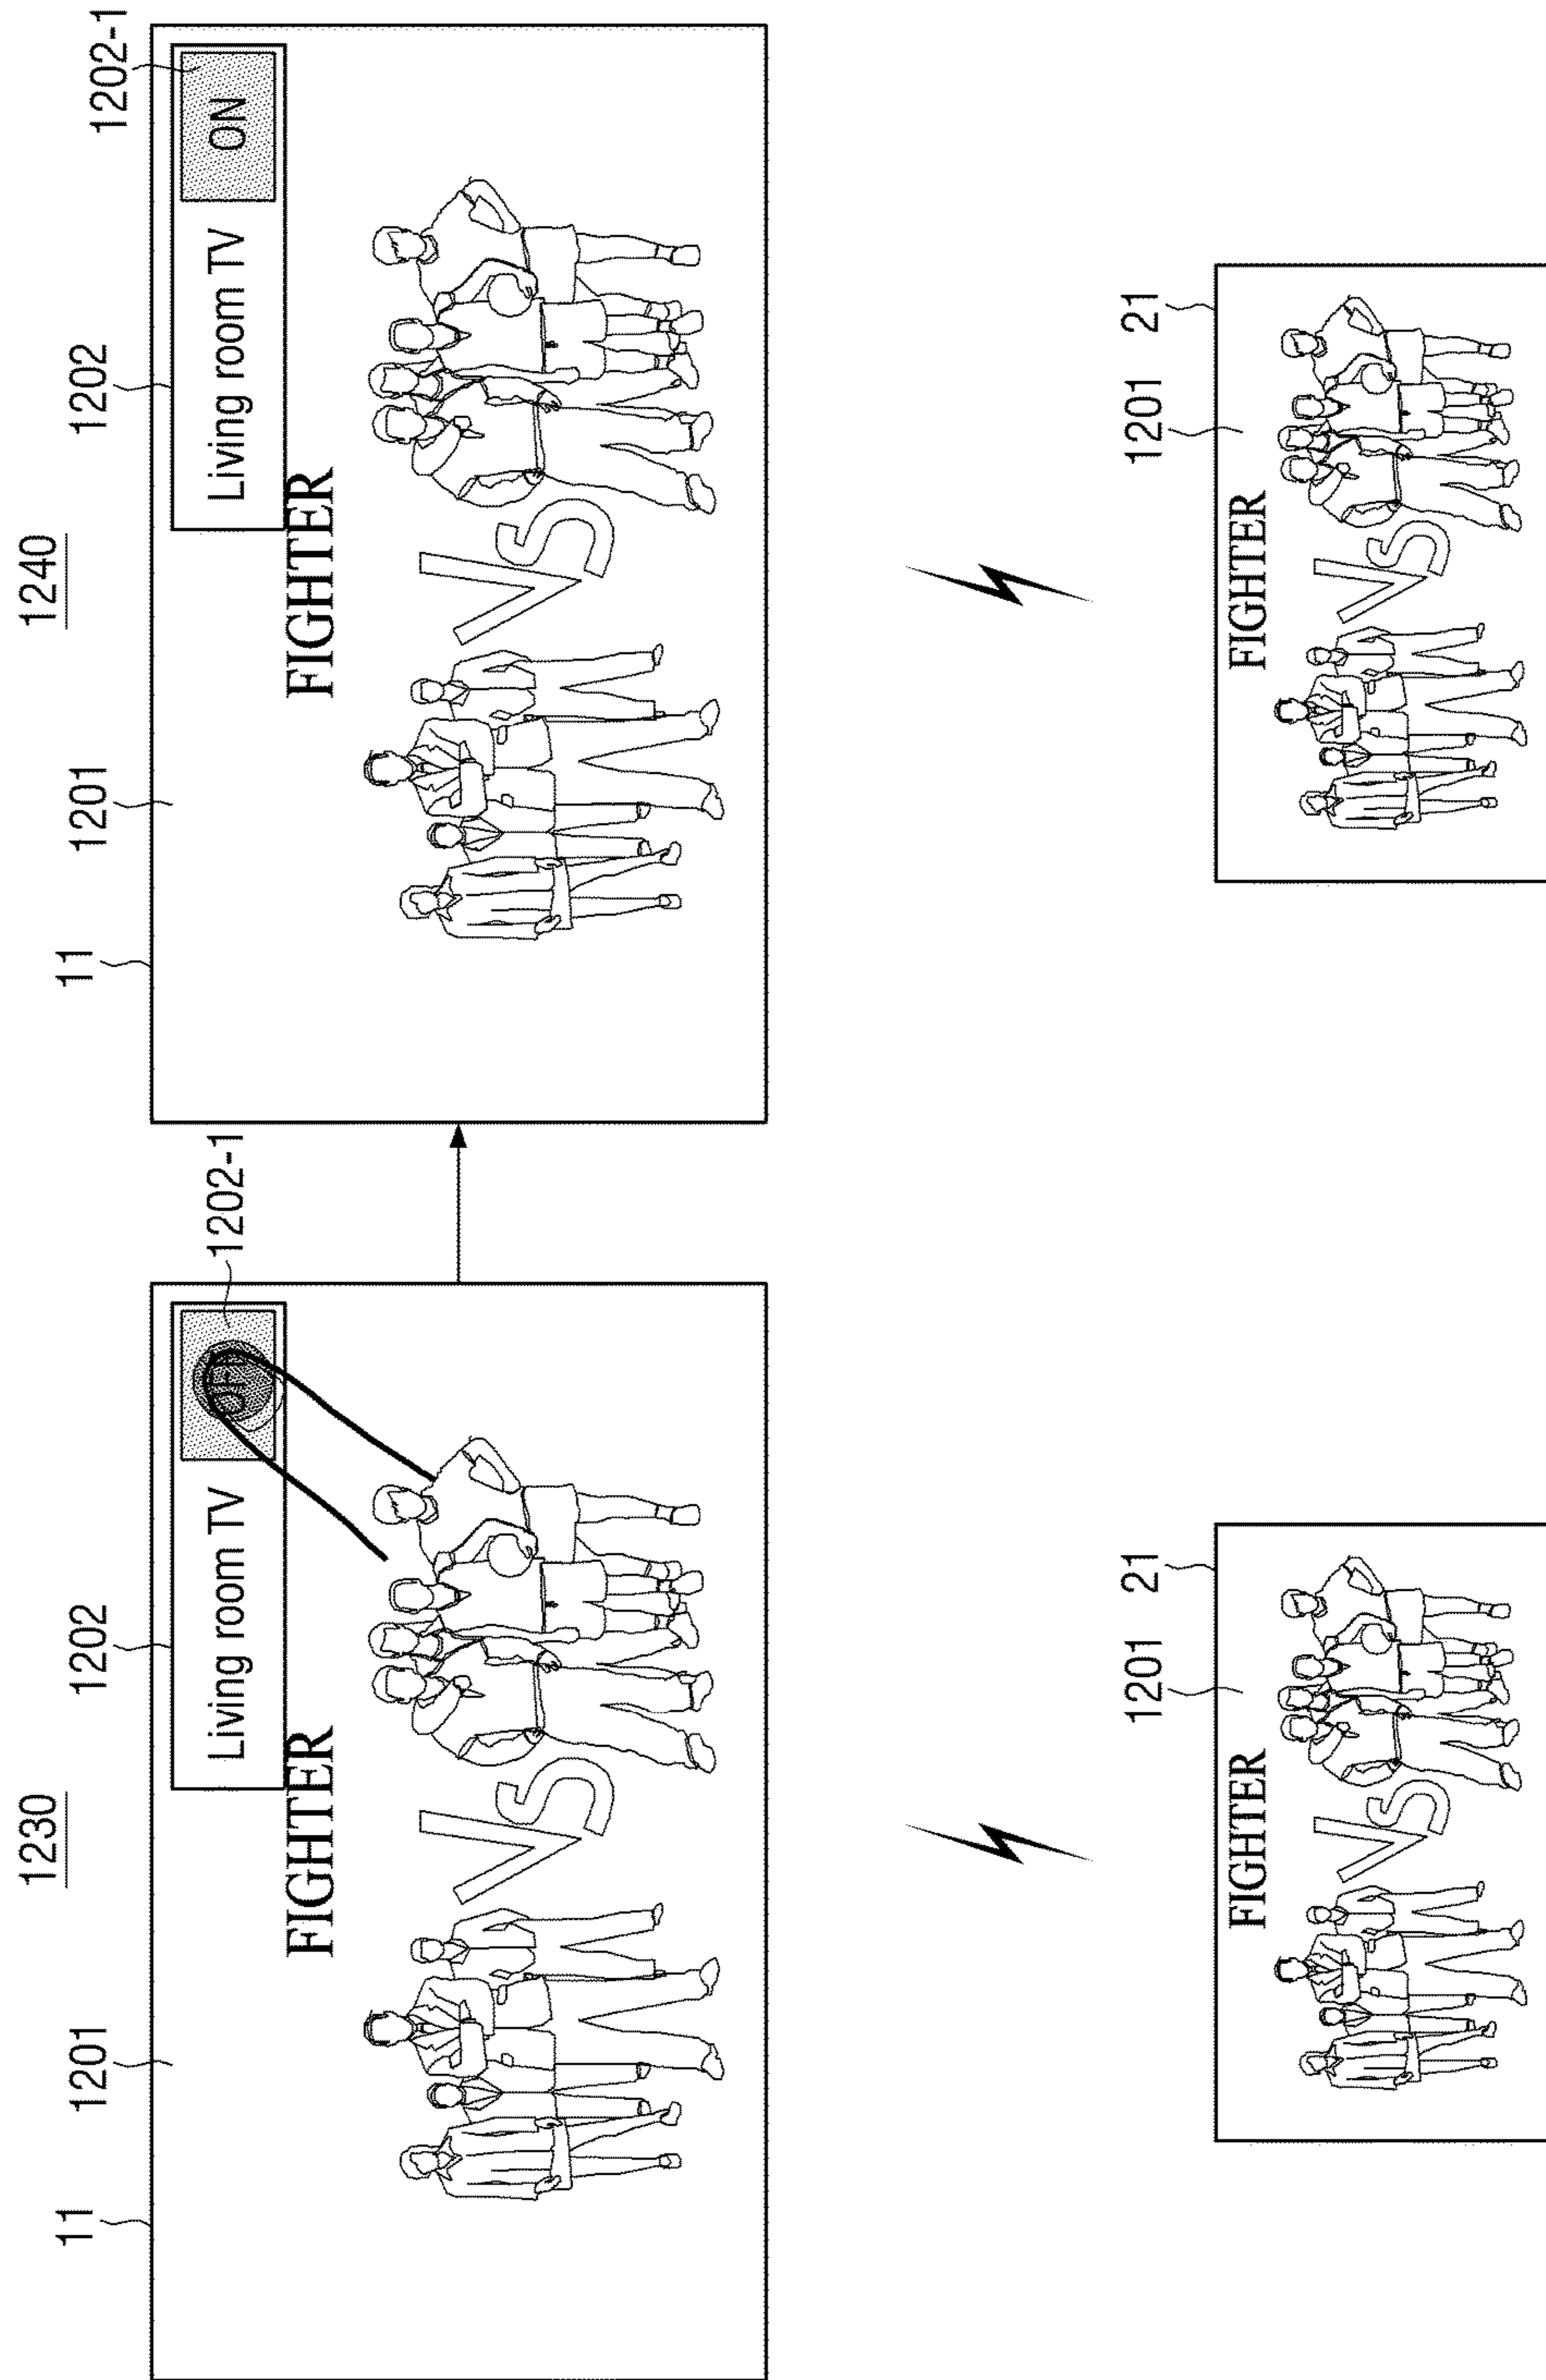 1230
11
1201
1202
1202-1
Living room TV OFF
FIGHTER
VS
1201
21
FIGHTER
VS
1240
11
1201
1202
1202-1
Living room TV ON
FIGHTER
VS
1201
21
FIGHTER
VS